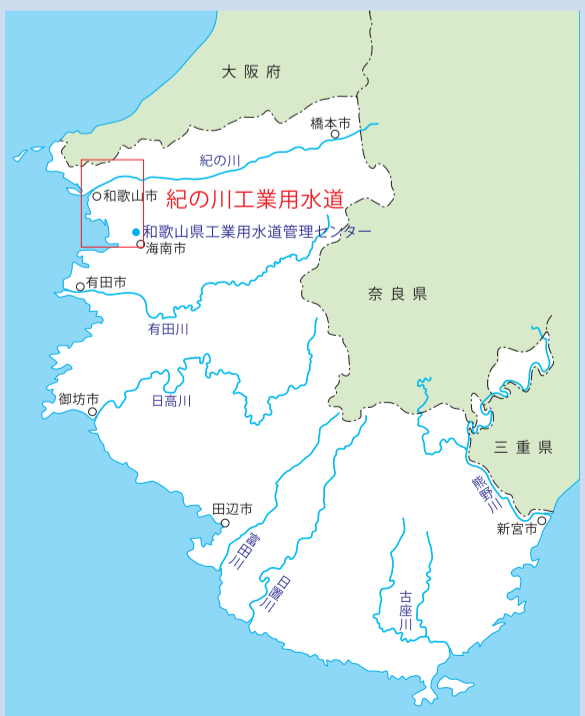 大阪府
橋本市
紀の川
和歌山市
紀の川工業用水道
和歌山県工業用水道管理センター
海南市
有田市
奈良県
有田川
日高川
御坊市
三重県
熊野川
新宮市
田辺市
富田川
日置川
古座川